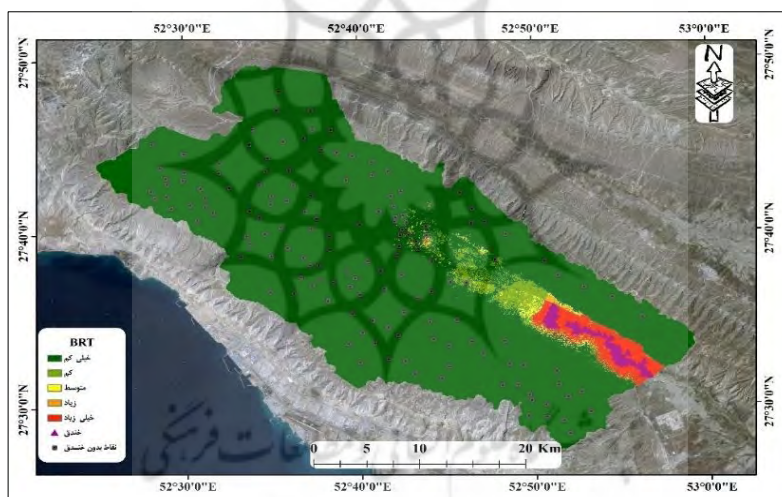 52°30'0"E 52°40'0"E 52°50'0"E 53°0'0"E
27°50'0"N 27°50'0"N
N
27°40'0"N 27°40'0"N
27°30'0"N 27°30'0"N
BRT
خیلی کم
کم
متوسط
زیاد
خیلی زیاد
خندق
نقاط بدون خندق
0 5 10 20 Km
52°30'0"E 52°40'0"E 52°50'0"E 53°0'0"E